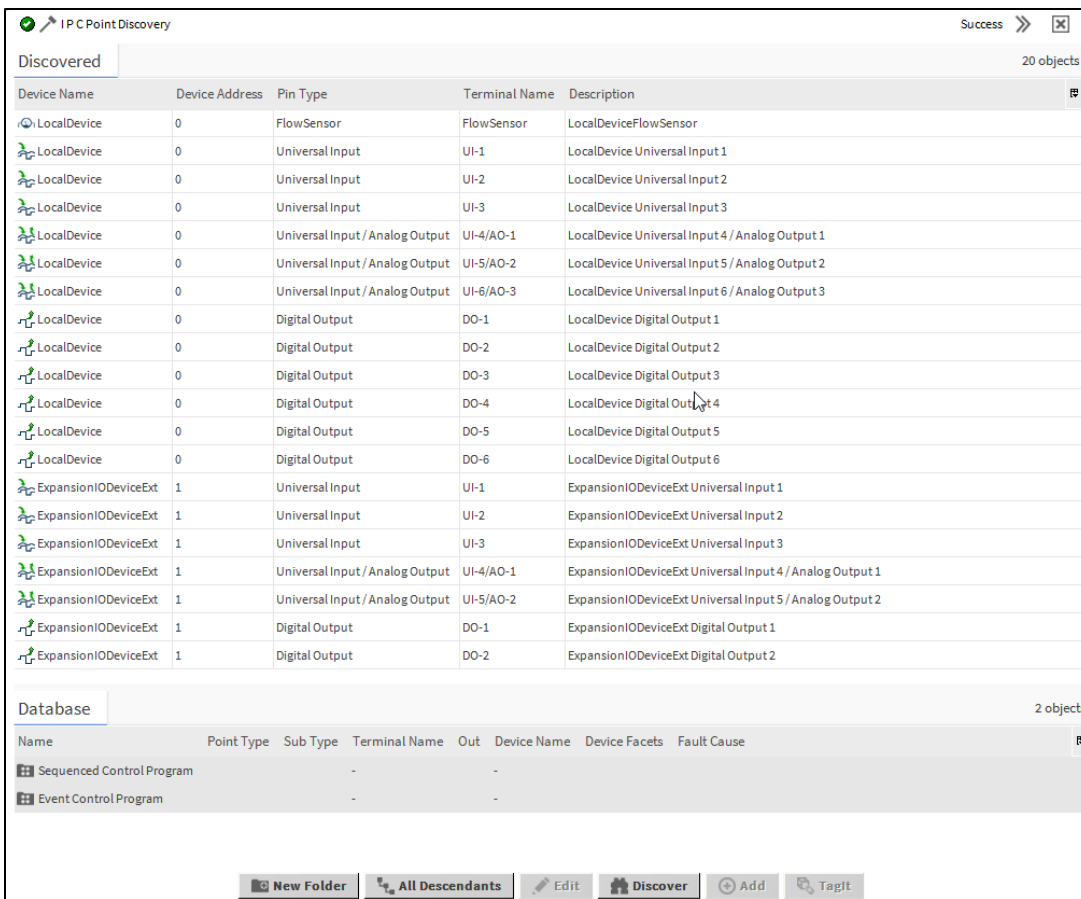 I P C Point Discovery Success
Discovered 20 objects
Device Name Device Address Pin Type Terminal Name Description
LocalDevice 0 FlowSensor FlowSensor LocalDeviceFlowSensor
LocalDevice 0 Universal Input UI-1 LocalDevice Universal Input 1
LocalDevice 0 Universal Input UI-2 LocalDevice Universal Input 2
LocalDevice 0 Universal Input UI-3 LocalDevice Universal Input 3
LocalDevice 0 Universal Input / Analog Output UI-4/AO-1 LocalDevice Universal Input 4 / Analog Output 1
LocalDevice 0 Universal Input / Analog Output UI-5/AO-2 LocalDevice Universal Input 5 / Analog Output 2
LocalDevice 0 Universal Input / Analog Output UI-6/AO-3 LocalDevice Universal Input 6 / Analog Output 3
LocalDevice 0 Digital Output DO-1 LocalDevice Digital Output 1
LocalDevice 0 Digital Output DO-2 LocalDevice Digital Output 2
LocalDevice 0 Digital Output DO-3 LocalDevice Digital Output 3
LocalDevice 0 Digital Output DO-4 LocalDevice Digital Output 4
LocalDevice 0 Digital Output DO-5 LocalDevice Digital Output 5
LocalDevice 0 Digital Output DO-6 LocalDevice Digital Output 6
ExpansionIODeviceExt 1 Universal Input UI-1 ExpansionIODeviceExt Universal Input 1
ExpansionIODeviceExt 1 Universal Input UI-2 ExpansionIODeviceExt Universal Input 2
ExpansionIODeviceExt 1 Universal Input UI-3 ExpansionIODeviceExt Universal Input 3
ExpansionIODeviceExt 1 Universal Input / Analog Output UI-4/AO-1 ExpansionIODeviceExt Universal Input 4 / Analog Output 1
ExpansionIODeviceExt 1 Universal Input / Analog Output UI-5/AO-2 ExpansionIODeviceExt Universal Input 5 / Analog Output 2
ExpansionIODeviceExt 1 Digital Output DO-1 ExpansionIODeviceExt Digital Output 1
ExpansionIODeviceExt 1 Digital Output DO-2 ExpansionIODeviceExt Digital Output 2
Database 2 object
Name Point Type Sub Type Terminal Name Out Device Name Device Facets Fault Cause
Sequenced Control Program - -
Event Control Program - -
New Folder All Descendants Edit Discover Add TagIt